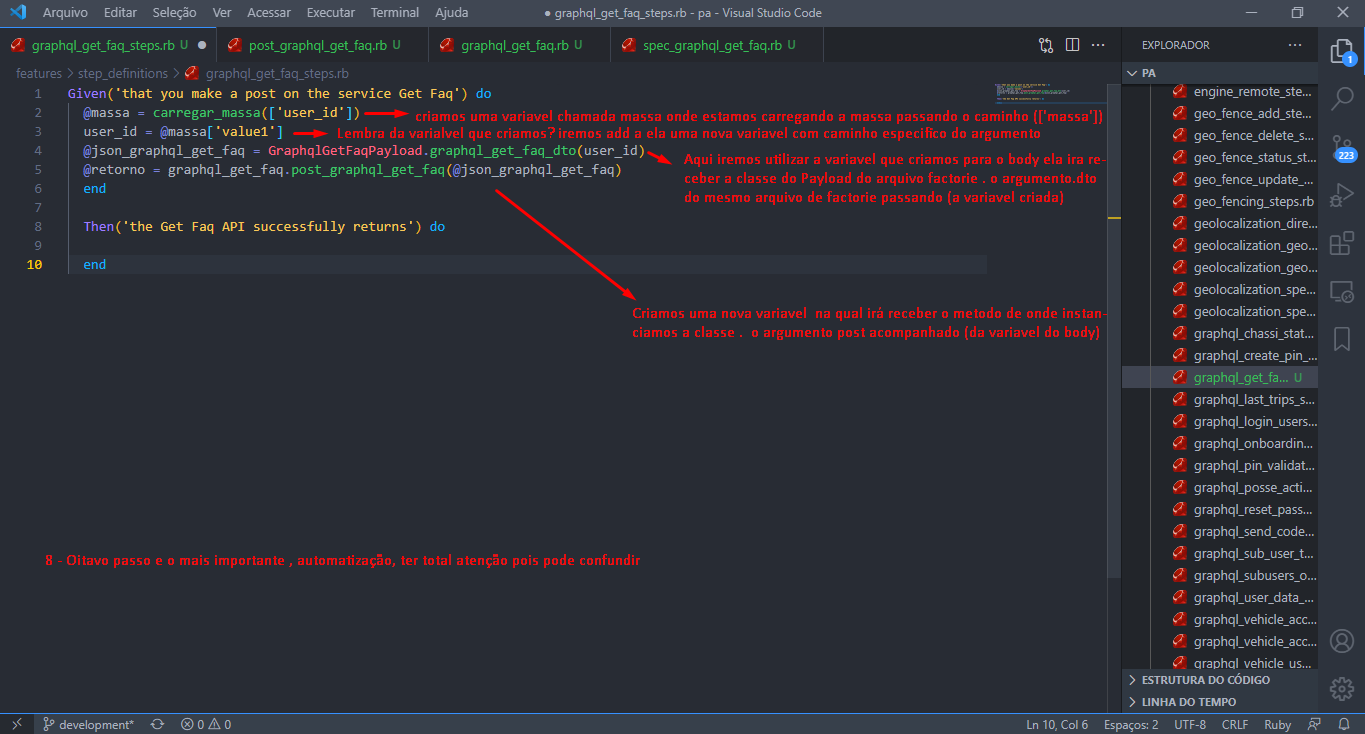 Arquivo Editar Seleção Ver Acessar Executar Terminal Ajuda
● graphql_get_faq_steps.rb - pa - Visual Studio Code
graphql_get_faq_steps.rb U ●
post_graphql_get_faq.rb U
graphql_get_faq.rb U
spec_graphql_get_faq.rb U
features > step_definitions > graphql_get_faq_steps.rb
1 Given('that you make a post on the service Get Faq') do
2 @massa = carregar_massa(['user_id'])
criamos uma variavel chamada massa onde estamos carregando a massa passando o caminho (['massa'])
3 user_id = @massa['value1']
Lembra da varialvel que criamos? iremos add a ela uma nova variavel com caminho especifico do argumento
4 @json_graphql_get_faq = GraphqlGetFaqPayload.graphql_get_faq_dto(user_id)
5 @retorno = graphql_get_faq.post_graphql_get_faq(@json_graphql_get_faq)
6 end
7
8 Then('the Get Faq API successfully returns') do
9
10 end
Aqui iremos utilizar a variavel que criamos para o body ela ira re-
ceber a classe do Payload do arquivo factorie . o argumento.dto
do mesmo arquivo de factorie passando (a variavel criada)
Criamos uma nova variavel na qual irá receber o metodo de onde instan-
ciamos a classe . o argumento post acompanhado (da variavel do body)
8 - Oitavo passo e o mais importante , automatização, ter total atenção pois pode confundir
EXPLORADOR
PA
engine_remote_ste...
geo_fence_add_ste...
geo_fence_delete_s...
geo_fence_status_st...
geo_fence_update_...
geo_fencing_steps.rb
geolocalization_dire...
geolocalization_geo...
geolocalization_geo...
geolocalization_spe...
geolocalization_spe...
graphql_chassi_stat...
graphql_create_pin_...
graphql_get_fa... U
graphql_last_trips_s...
graphql_login_users...
graphql_onboardin...
graphql_pin_validat...
graphql_posse_acti...
graphql_reset_pass...
graphql_send_code...
graphql_sub_user_t...
graphql_subusers_o...
graphql_user_data_...
graphql_vehicle_acc...
graphql_vehicle_acc...
graphql_vehicle_us...
ESTRUTURA DO CÓDIGO
LINHA DO TEMPO
1
223
development*
0 0
Ln 10, Col 6 Espaços: 2 UTF-8 CRLF Ruby